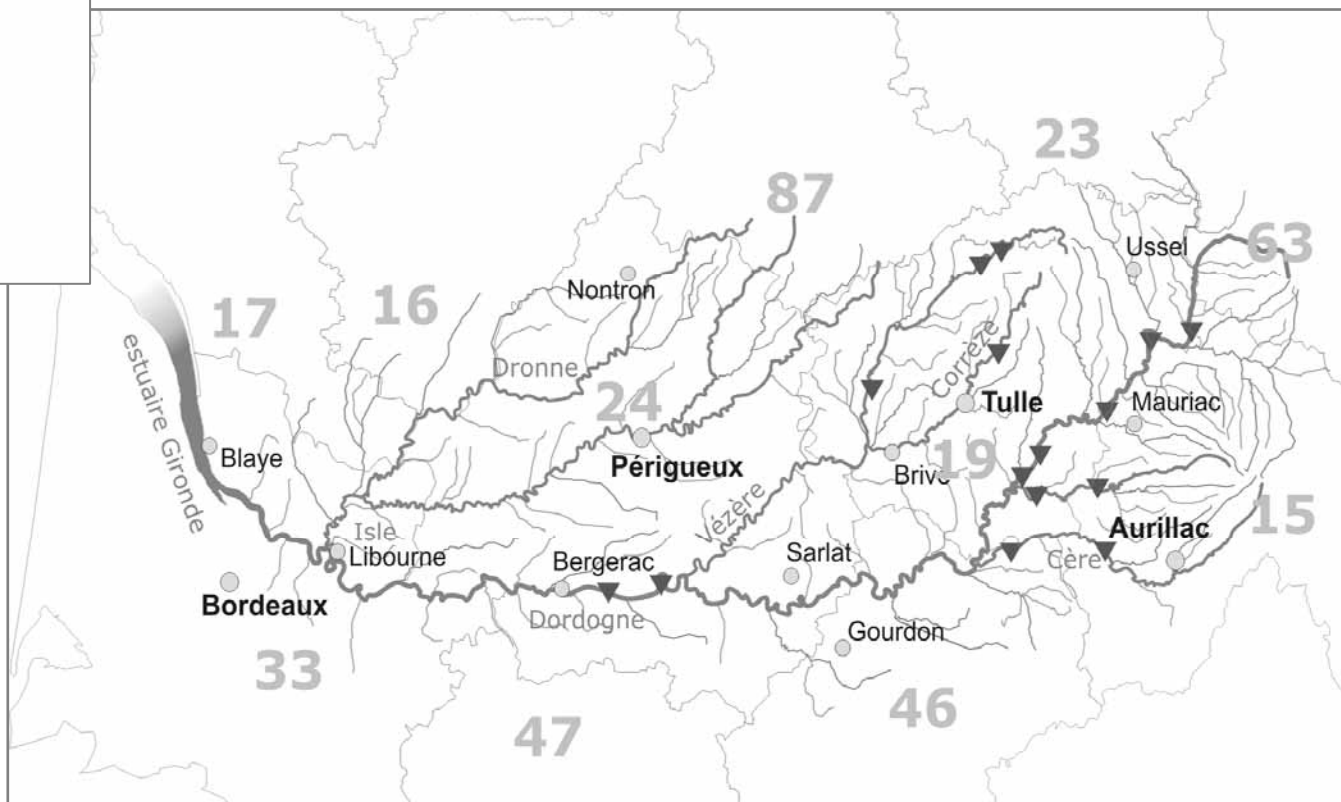 23
87
Ussel
63
Nontron
17
16
estuaire Gironde
Dronne
Corrèze
24
Tulle
Mauriac
Blaye
Périgueux
Brive
19
Vézère
15
Isle
Libourne
Bergerac
Sarlat
Aurillac
Cère
Bordeaux
Dordogne
Gourdon
33
46
47